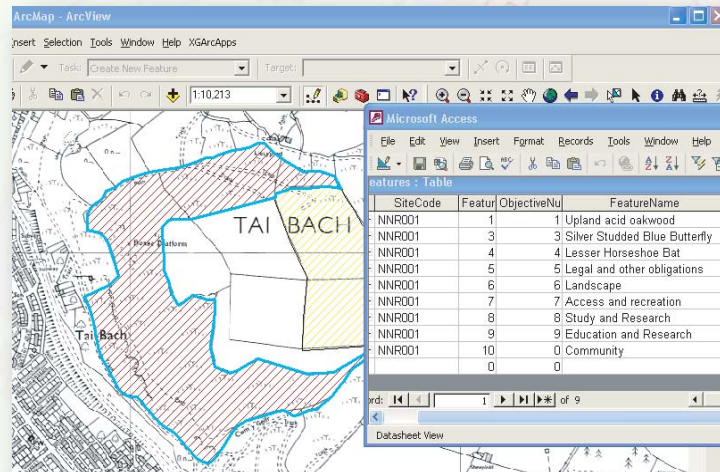 ArcMap - ArcView
Insert Selection Tools Window Help XGArcApps
Task: Create New Feature Target:
1:10,213
Microsoft Access
File Edit View Insert Format Records Tools Window Help
eatures : Table
SiteCode Featur ObjectiveNu FeatureName
NNR001 1 1 Upland acid oakwood
NNR001 3 3 Silver Studded Blue Butterfly
NNR001 4 4 Lesser Horseshoe Bat
NNR001 5 5 Legal and other obligations
NNR001 6 6 Landscape
NNR001 7 7 Access and recreation
NNR001 8 8 Study and Research
NNR001 9 9 Education and Research
NNR001 10 0 Community
0 0
ord: 1 of 9
Datasheet View
TAI BACH
Tai Bach